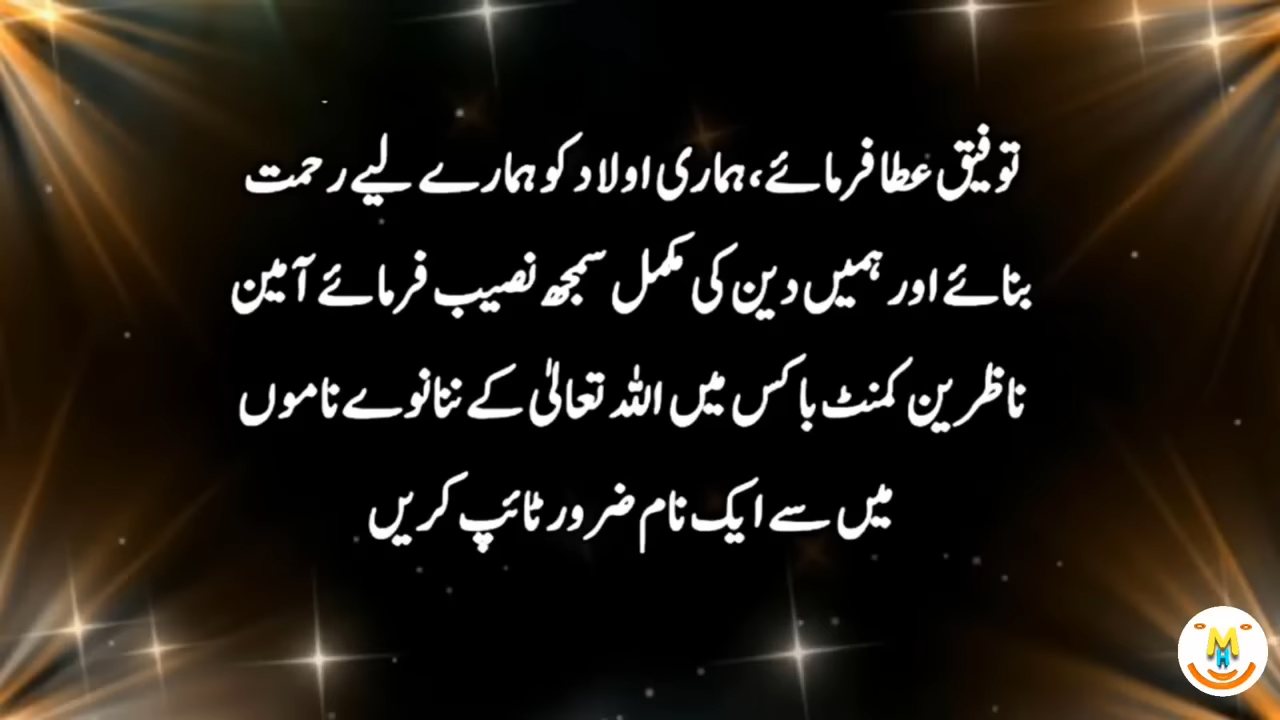 توفیق عطا فرمائے، ہماری اولاد کو ہمارے لیے رحمت
بنائے اور ہمیں دین کی مکمل سمجھ نصیب فرمائے آمین
ناظرین کمنٹ باکس میں اللہ تعالیٰ کے ننانوے ناموں
میں سے ایک نام ضرور ٹائپ کریں
M
H